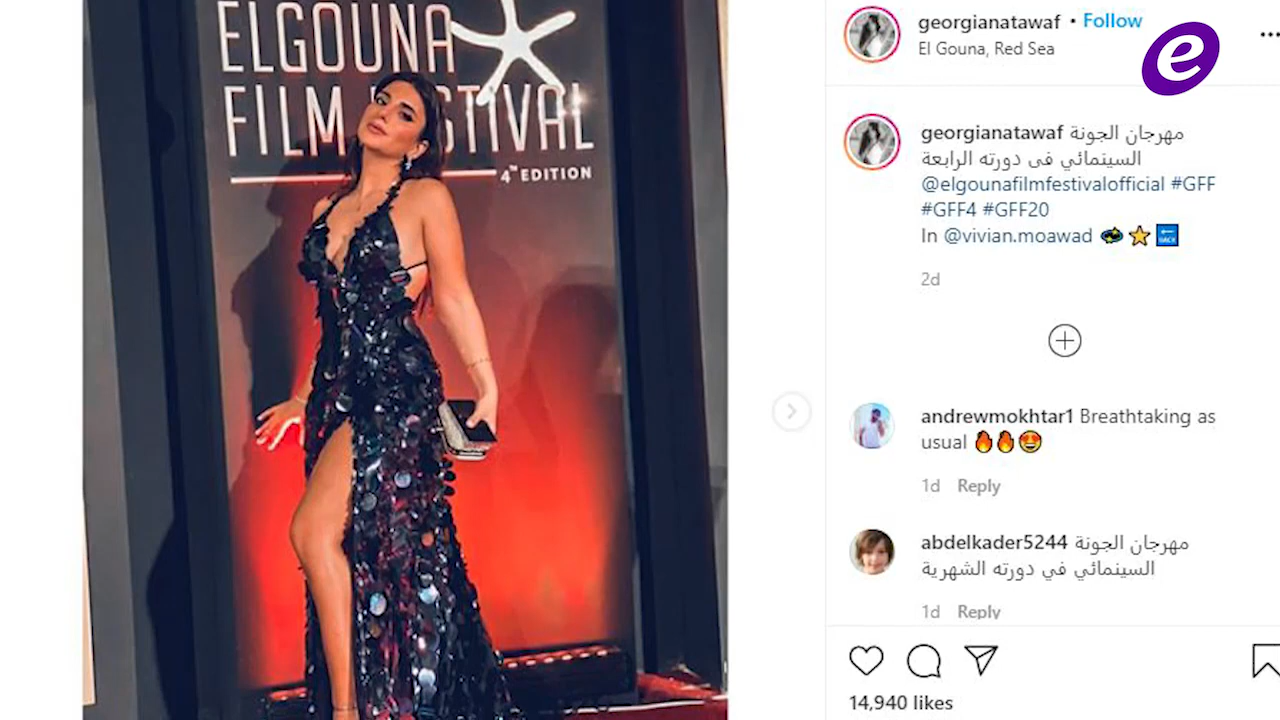 ELGOUNA
FILM FESTIVAL
4TH EDITION
georgianatawaf • Follow
El Gouna, Red Sea
e
georgianatawaf مهرجان الجونة
السينمائي فى دورته الرابعة
@elgounafilmfestivalofficial #GFF
#GFF4 #GFF20
In @vivian.moawad 💫⭐🔙
2d
andrewmokhtar1 Breathtaking as
usual 🔥🔥😍
1d Reply
abdelkader5244 مهرجان الجونة
السينمائي في دورته الشهرية
1d Reply
14,940 likes